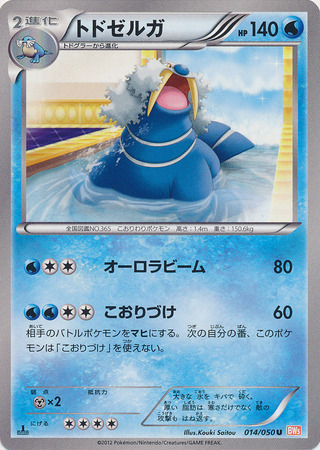 2進化 トドゼルガ HP140
トドグラーから進化
全国図鑑NO.365 こおりわりポケモン 高さ：1.4m 重さ：150.6kg
オーロラビーム 80
こおりづけ 60
相手のバトルポケモンをマヒにする。次の自分の番、このポケ
モンは「こおりづけ」を使えない。
弱点 抵抗力
×2
にげる
大きな 氷を キバで 砕く。
厚い 脂肪は 寒さだけでなく 敵の
攻撃も はね返す。
Illus.Kouki Saitou
BW5 014/050 U
©2012 Pokémon/Nintendo/Creatures/GAME FREAK.